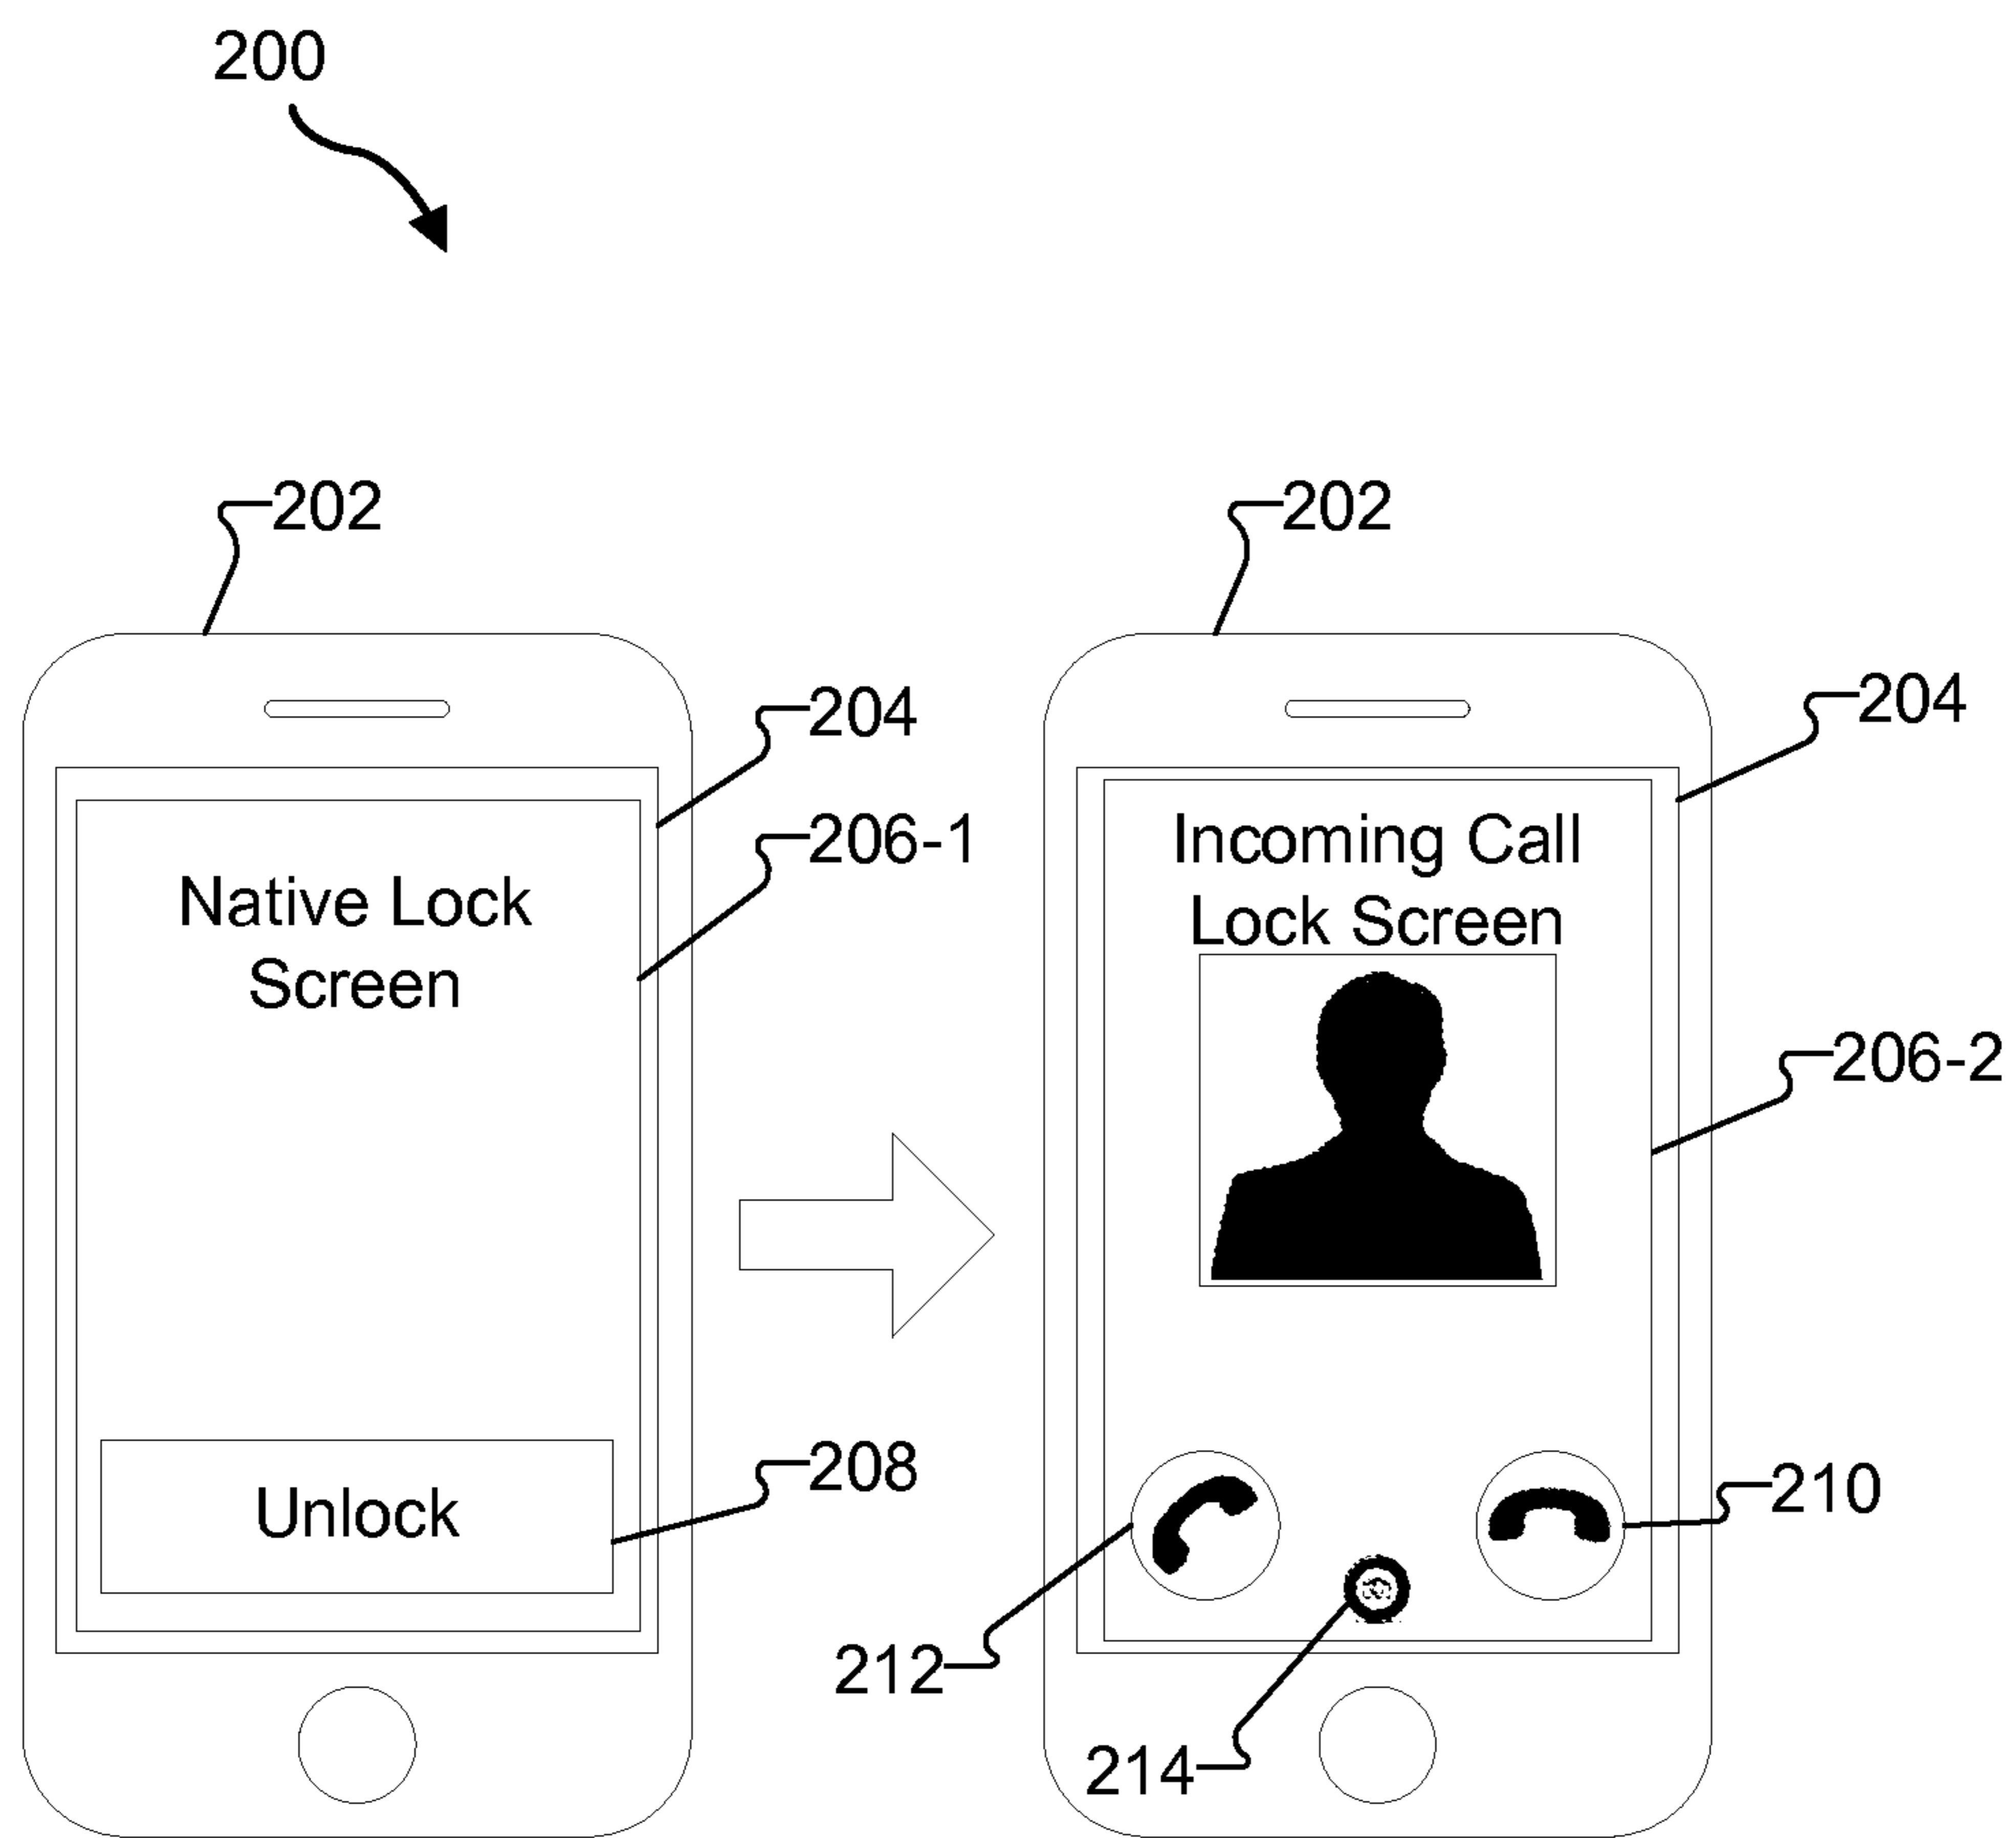 200
202
202
204
204
206-1
Native Lock
Screen
Incoming Call
Lock Screen
206-2
208
Unlock
210
212
214